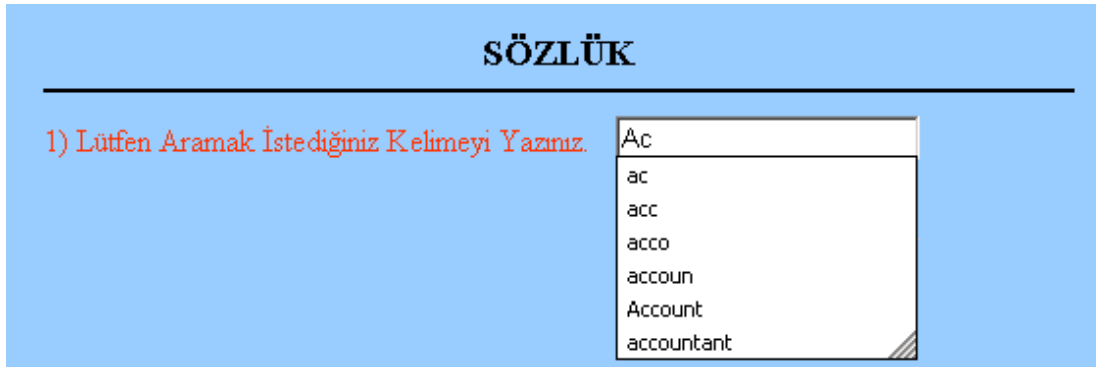 SÖZLÜK
1) Lütfen Aramak İstediğiniz Kelimeyi Yazınız. Ac
ac
acc
acco
accoun
Account
accountant